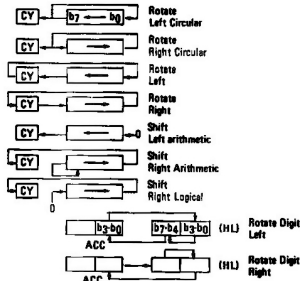 CY b7 b0 Rotate
Left Circular
CY Rotate
Right Circular
CY Rotate
Left
CY Rotate
Right
CY 0 Shift
Left arithmetic
CY Shift
Right Arithmetic
CY Shift
Right Logical
0
b3-b0 b7-b4 b3-b0 (HL) Rotate Digit
Left
ACC
(HL) Rotate Digit
Right
ACC